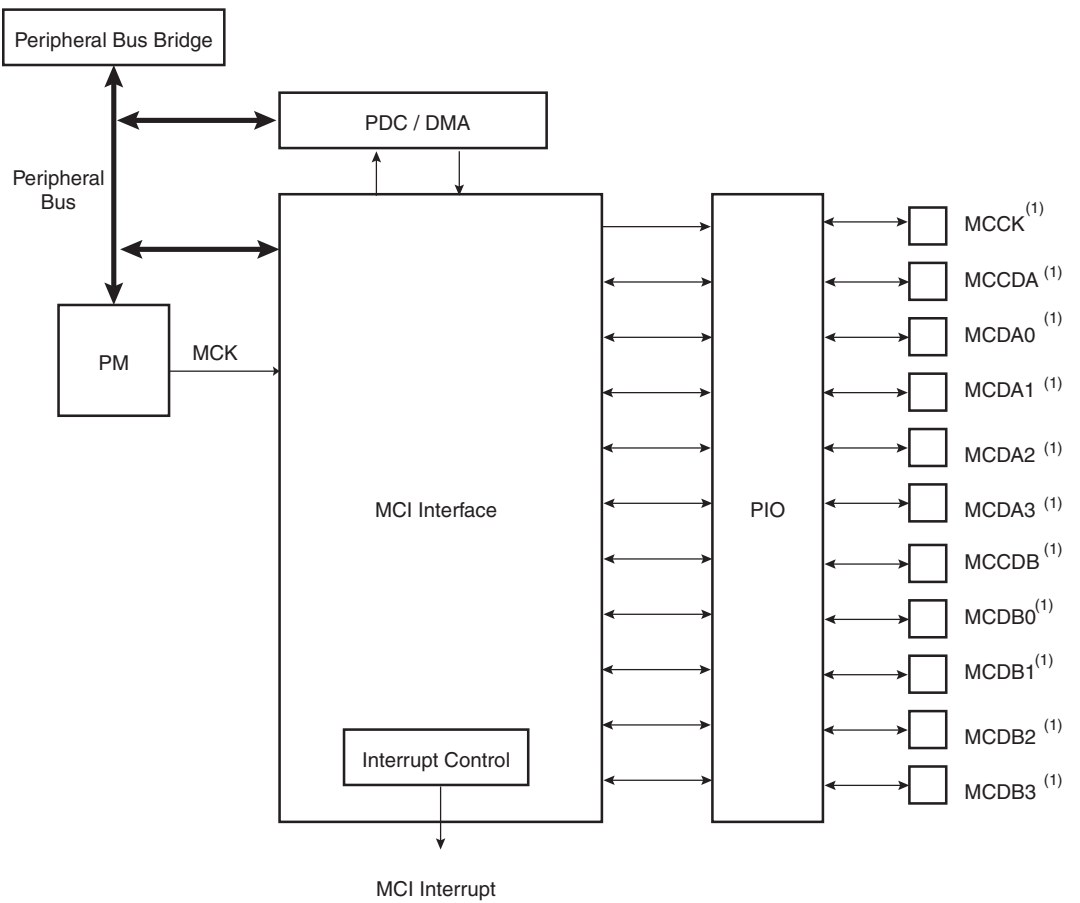 Peripheral Bus Bridge
PDC / DMA
Peripheral
Bus
MCCK(1)
MCCDA (1)
MCDA0 (1)
PM
MCK
MCDA1 (1)
MCDA2 (1)
MCI Interface
PIO
MCDA3 (1)
MCCDB (1)
MCDB0(1)
MCDB1(1)
MCDB2 (1)
Interrupt Control
MCDB3 (1)
MCI Interrupt